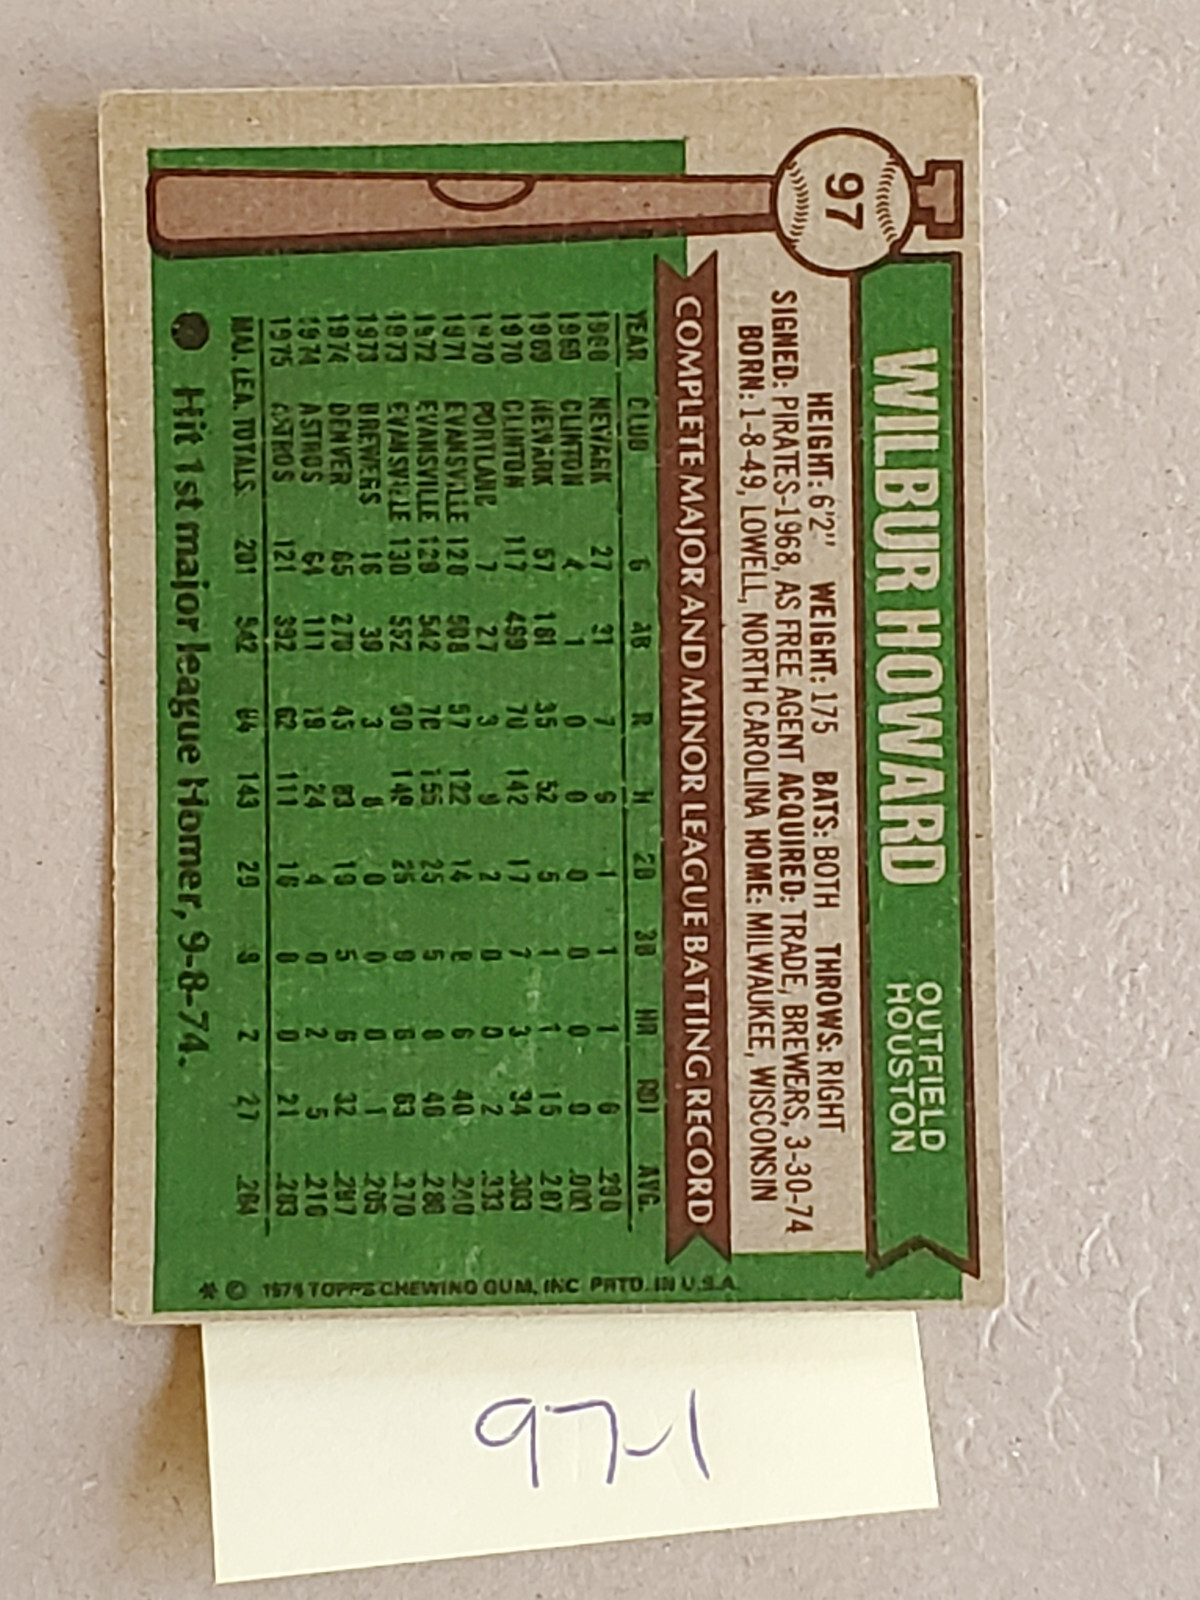 97
WILBUR HOWARD
OUTFIELD
HOUSTON
HEIGHT: 6'2" WEIGHT: 175 BATS: BOTH THROWS: RIGHT
SIGNED: PIRATES-1968, AS FREE AGENT ACQUIRED: TRADE, BREWERS, 3-30-74
BORN: 1-8-49, LOWELL, NORTH CAROLINA HOME: MILWAUKEE, WISCONSIN
COMPLETE MAJOR AND MINOR LEAGUE BATTING RECORD
YEAR CLUB G AB R H 2B 3B HR RBI AVG.
NEWARK 27 31 7 9 1 1 1 6 .290
1969 CLINTON 4 1 0 0 0 0 0 0 .000
1969 NEWARK 57 181 35 52 5 1 1 15 .287
1970 CLINTON 117 469 70 142 17 7 3 34 .303
1970 PORTLAND 7 27 3 9 2 0 0 2 .333
1971 EVANSVILLE 120 508 57 122 14 6 40 .240
1972 EVANSVILLE 129 542 155 25 5 8 46 .286
1973 EVANSVILLE 130 552 90 149 25 6 63 .270
1973 BREWERS 16 39 3 8 0 0 0 1 .205
1974 DENVER 65 279 45 83 19 5 6 32 .297
1974 ASTROS 64 111 19 24 4 0 2 5 .216
1975 ASTROS 121 392 62 111 16 8 0 21 .283
MAJ. LEA. TOTALS 201 542 84 143 20 8 2 27 .264
● Hit 1st major league Homer, 9-8-74.
* © 1976 TOPPS CHEWING GUM, INC PRTD. IN U.S.A.
97-1